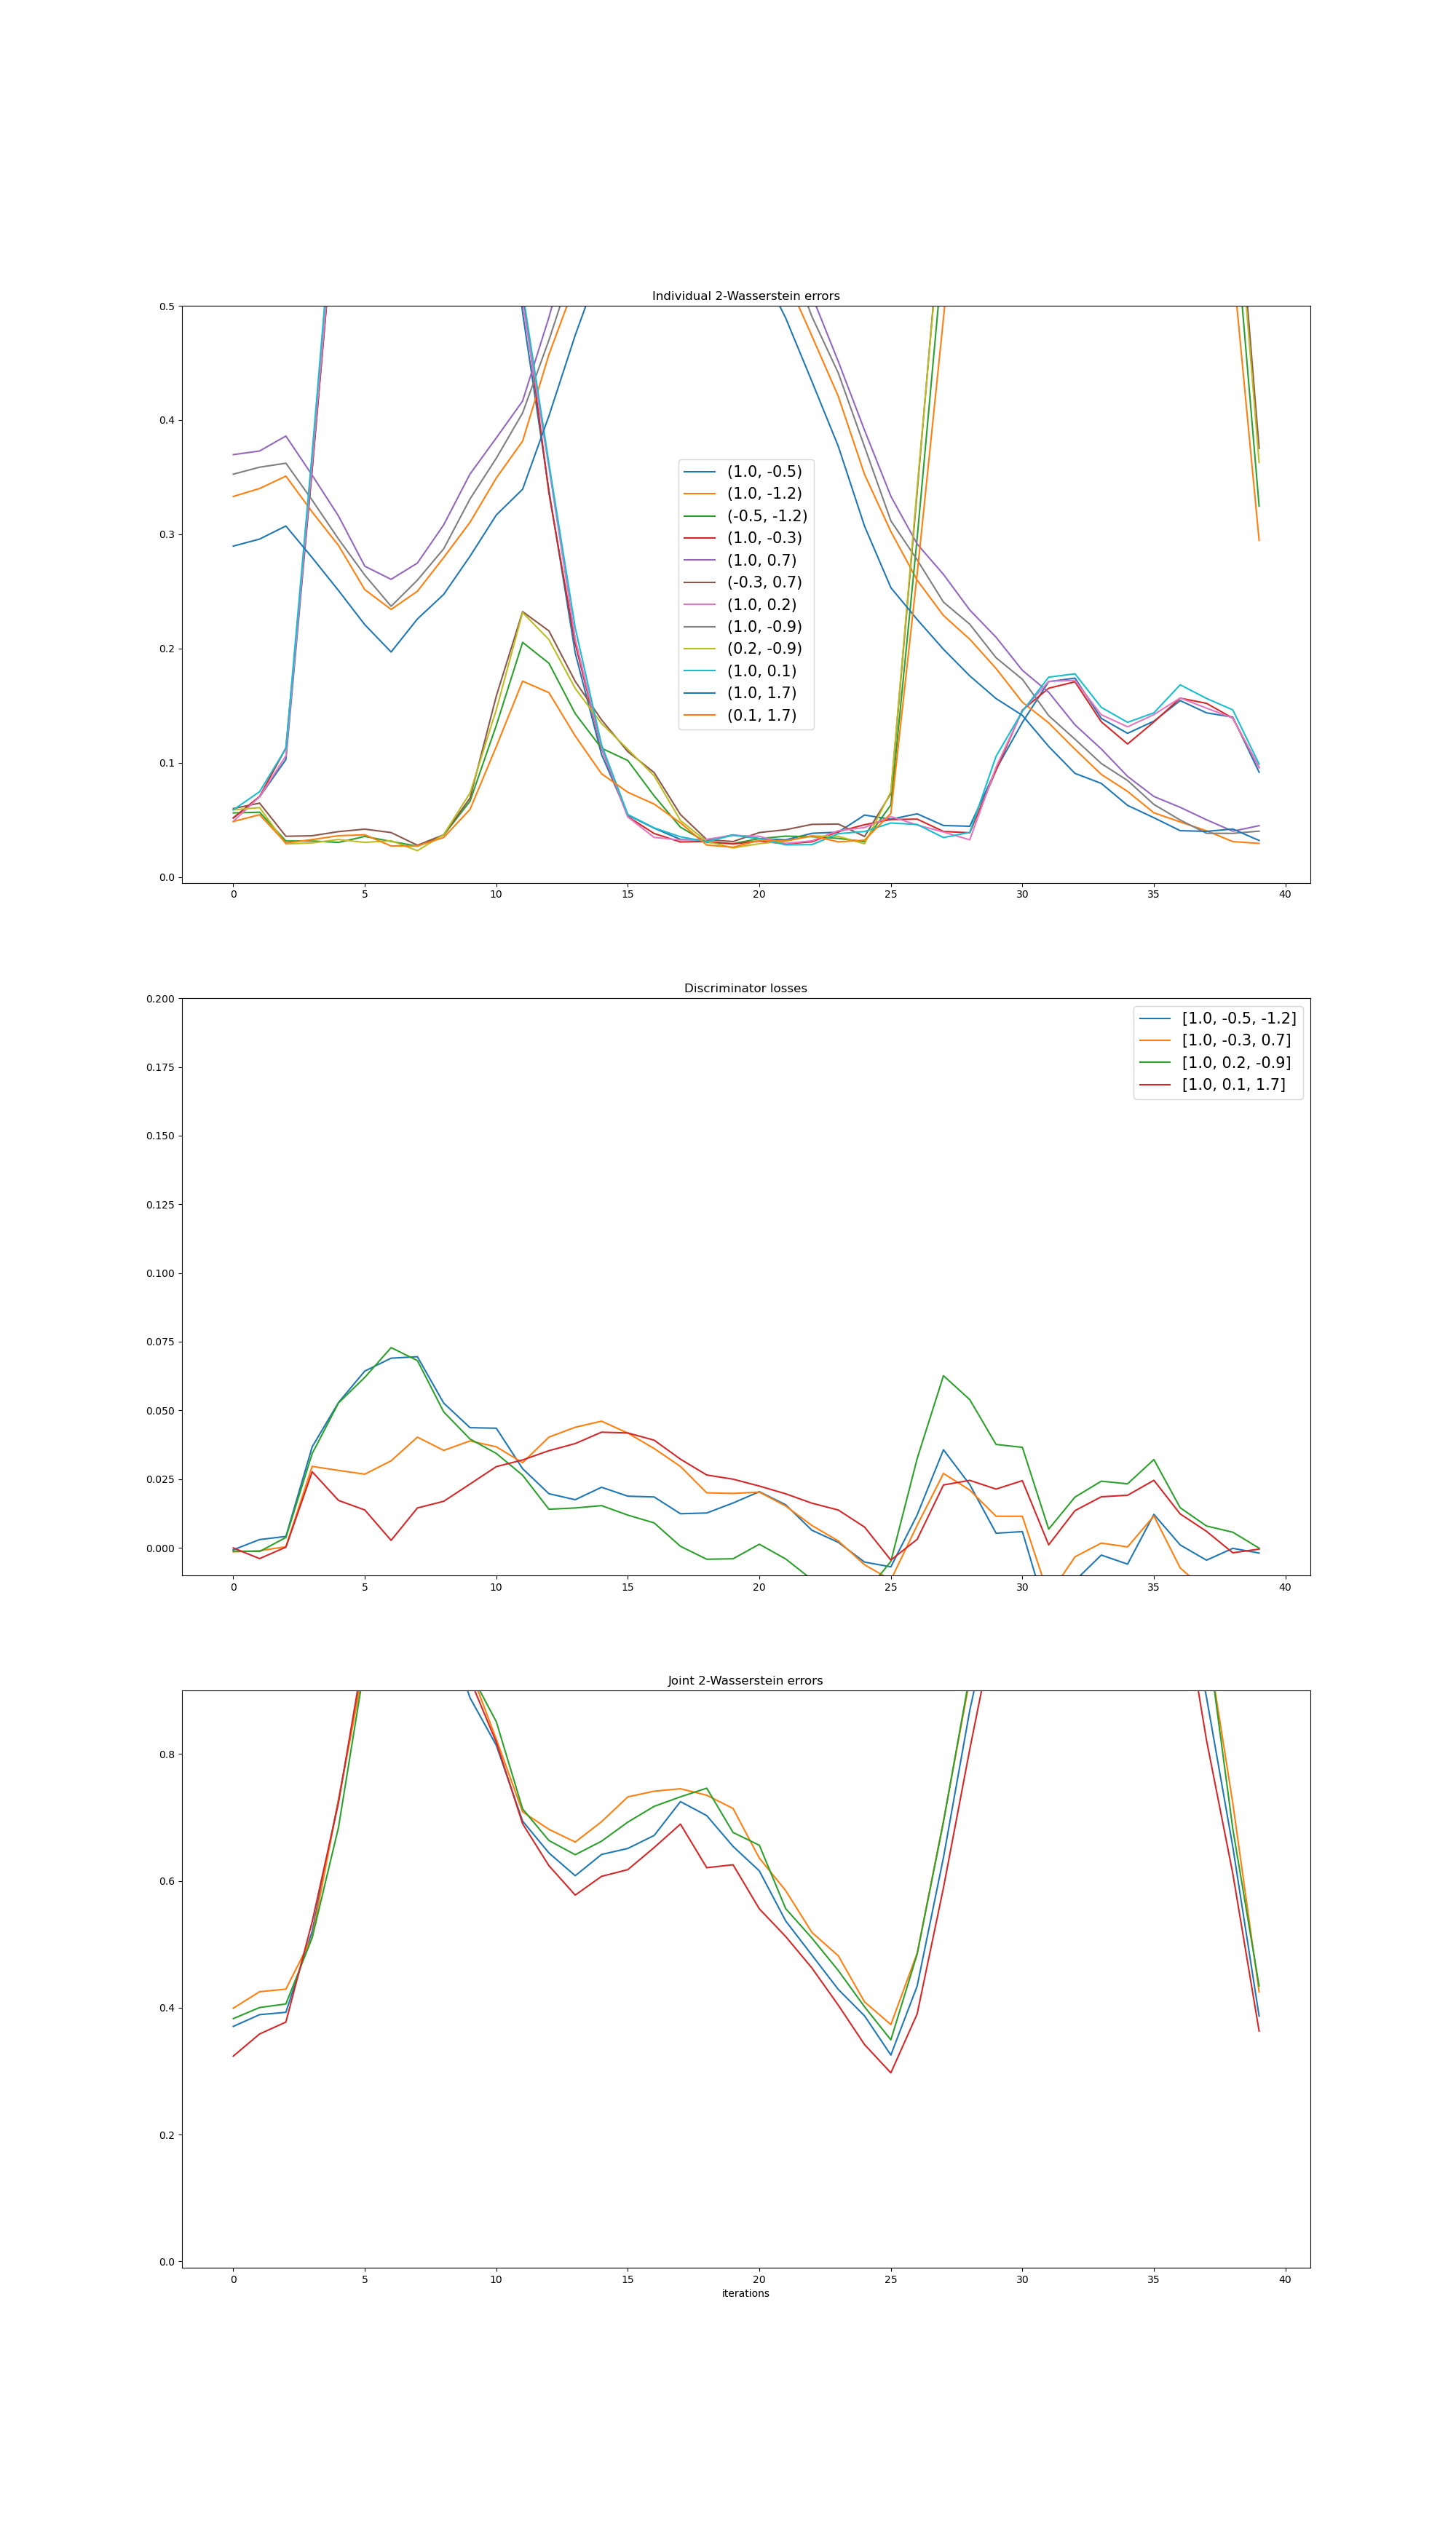 Individual 2-Wasserstein errors
0.5
0.4
0.3
0.2
0.1
0.0
(1.0, -0.5)
(1.0, -1.2)
(-0.5, -1.2)
(1.0, -0.3)
(1.0, 0.7)
(-0.3, 0.7)
(1.0, 0.2)
(1.0, -0.9)
(0.2, -0.9)
(1.0, 0.1)
(1.0, 1.7)
(0.1, 1.7)
0 5 10 15 20 25 30 35 40
Discriminator losses
0.200
0.175
0.150
0.125
0.100
0.075
0.050
0.025
0.000
[1.0, -0.5, -1.2]
[1.0, -0.3, 0.7]
[1.0, 0.2, -0.9]
[1.0, 0.1, 1.7]
0 5 10 15 20 25 30 35 40
Joint 2-Wasserstein errors
0.8
0.6
0.4
0.2
0.0
0 5 10 15 20 25 30 35 40
iterations